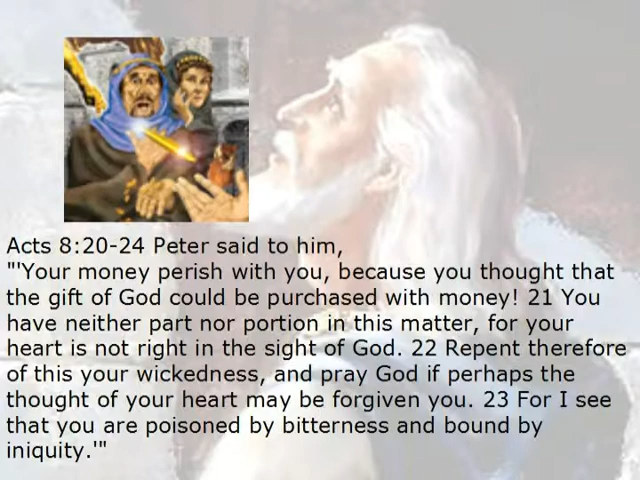 Acts 8:20-24 Peter said to him,
"'Your money perish with you, because you thought that
the gift of God could be purchased with money! 21 You
have neither part nor portion in this matter, for your
heart is not right in the sight of God. 22 Repent therefore
of this your wickedness, and pray God if perhaps the
thought of your heart may be forgiven you. 23 For I see
that you are poisoned by bitterness and bound by
iniquity.'"